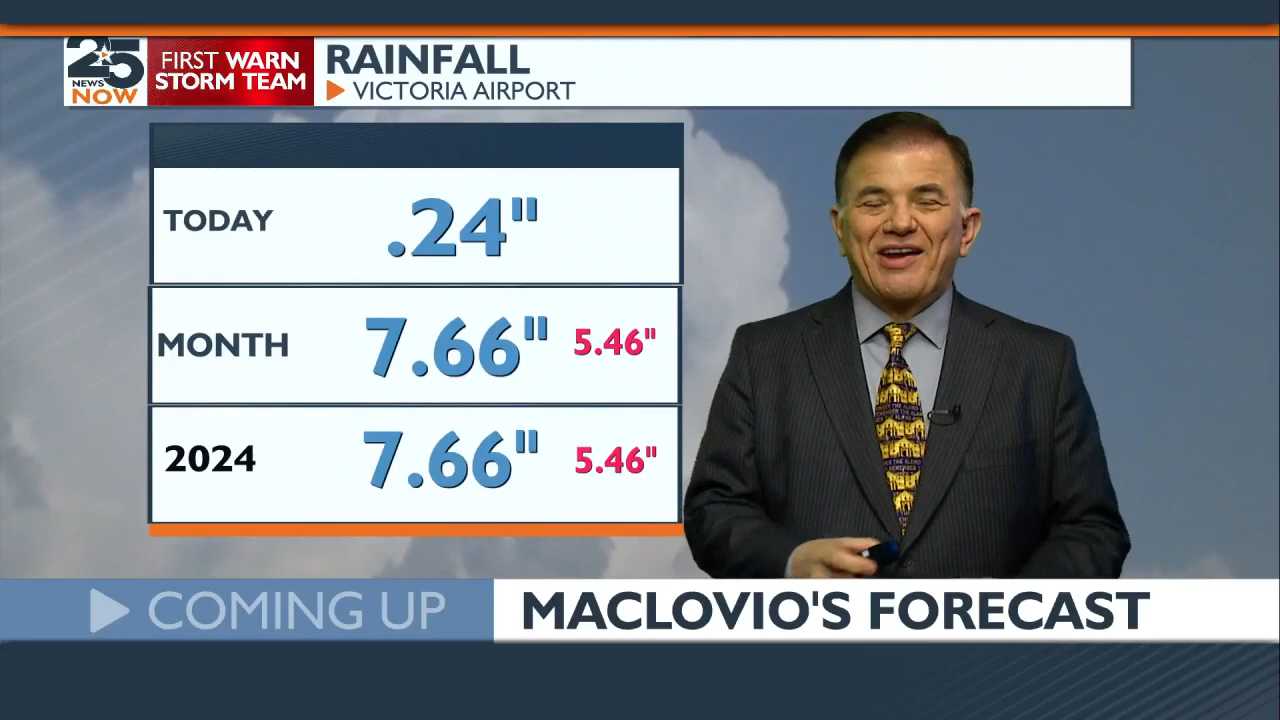 25
NEWS
NOW
FIRST WARN
STORM TEAM
RAINFALL
VICTORIA AIRPORT
TODAY .24"
MONTH 7.66" 5.46"
2024 7.66" 5.46"
COMING UP MACLOVIO'S FORECAST